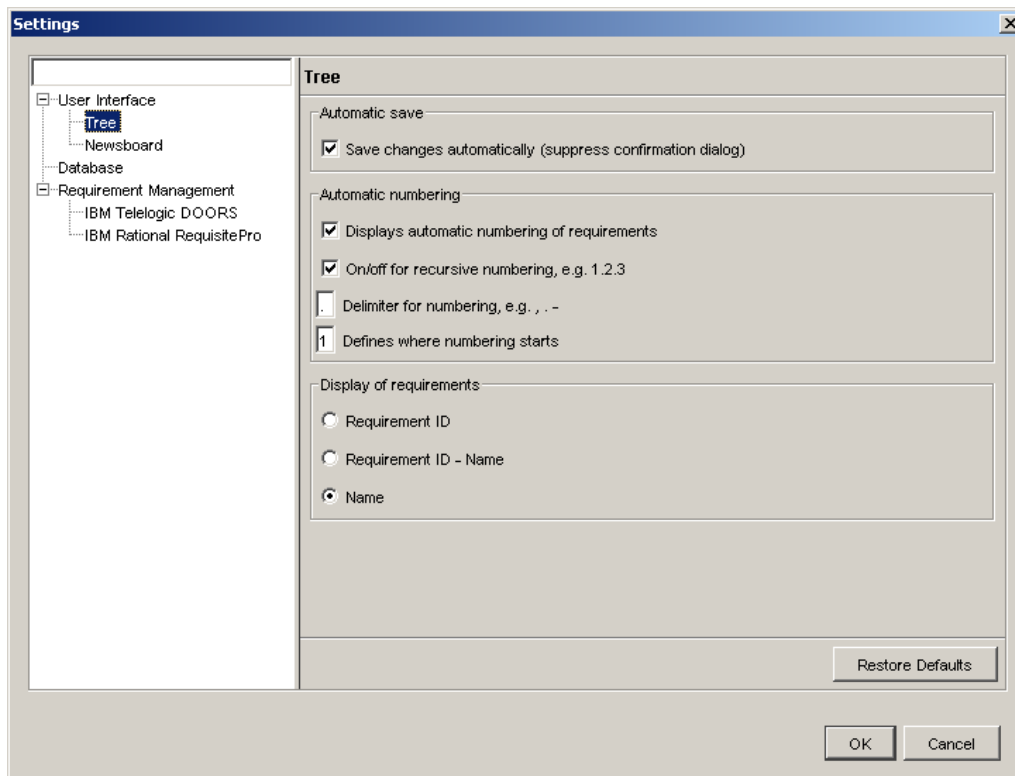 Settings
Tree
User Interface
Tree
Newsboard
Database
Requirement Management
IBM Telelogic DOORS
IBM Rational RequisitePro
Automatic save
Save changes automatically (suppress confirmation dialog)
Automatic numbering
Displays automatic numbering of requirements
On/off for recursive numbering, e.g. 1.2.3
. Delimiter for numbering, e.g. , . -
1 Defines where numbering starts
Display of requirements
Requirement ID
Requirement ID - Name
Name
Restore Defaults
OK Cancel